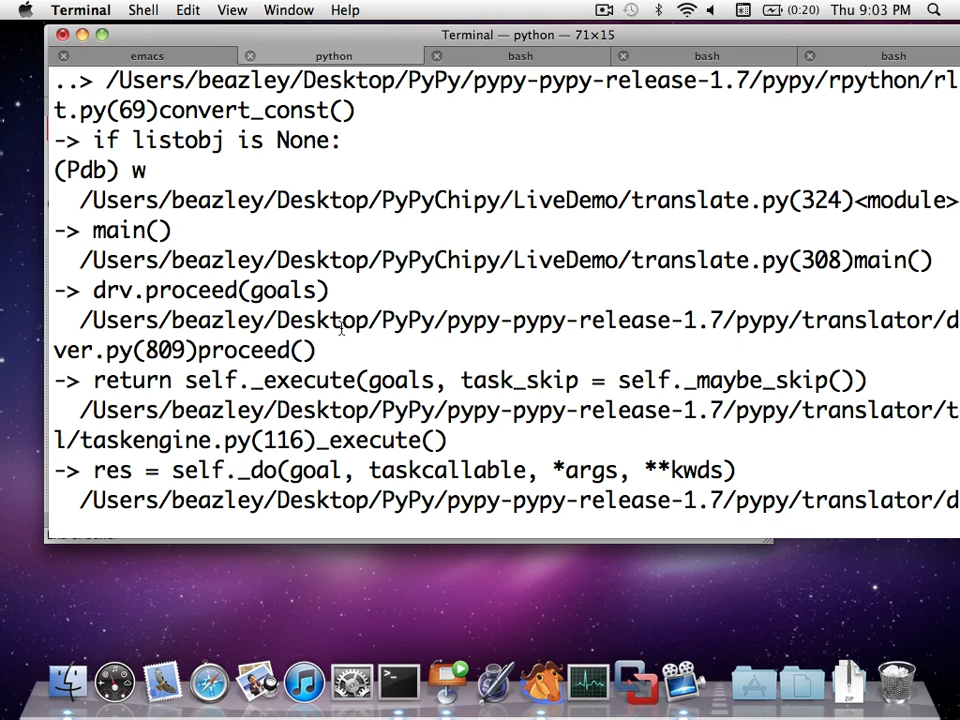 Terminal Shell Edit View Window Help (0:20) Thu 9:03 PM
Terminal — python — 71×15
emacs python bash bash bash
..> /Users/beazley/Desktop/PyPy/pypy-pypy-release-1.7/pypy/rpython/rl
t.py(69)convert_const()
-> if listobj is None:
(Pdb) w
/Users/beazley/Desktop/PyPyChipy/LiveDemo/translate.py(324)<module>
-> main()
/Users/beazley/Desktop/PyPyChipy/LiveDemo/translate.py(308)main()
-> drv.proceed(goals)
/Users/beazley/Desktop/PyPy/pypy-pypy-release-1.7/pypy/translator/d
ver.py(809)proceed()
-> return self._execute(goals, task_skip = self._maybe_skip())
/Users/beazley/Desktop/PyPy/pypy-pypy-release-1.7/pypy/translator/t
l/taskengine.py(116)_execute()
-> res = self._do(goal, taskcallable, *args, **kwds)
/Users/beazley/Desktop/PyPy/pypy-pypy-release-1.7/pypy/translator/d
ZIP